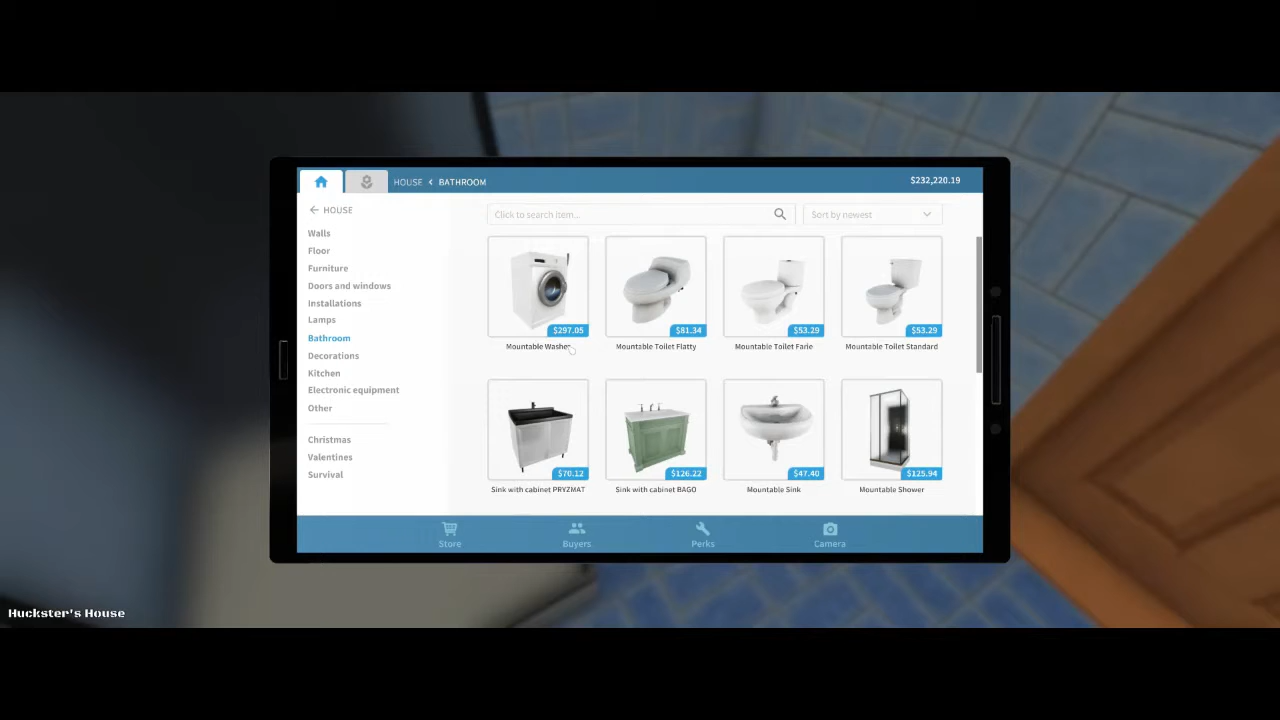 HOUSE < BATHROOM
$232,220.19
← HOUSE
Click to search item...
Sort by newest
Walls
Floor
Furniture
Doors and windows
Installations
Lamps
Bathroom
Decorations
Kitchen
Electronic equipment
Other
Christmas
Valentines
Survival
$297.05
$81.34
$53.29
$53.29
Mountable Washer
Mountable Toilet Flatty
Mountable Toilet Farie
Mountable Toilet Standard
$70.12
$126.22
$47.40
$125.94
Sink with cabinet PRYZMAT
Sink with cabinet BAGO
Mountable Sink
Mountable Shower
Store
Buyers
Perks
Camera
Huckster's House